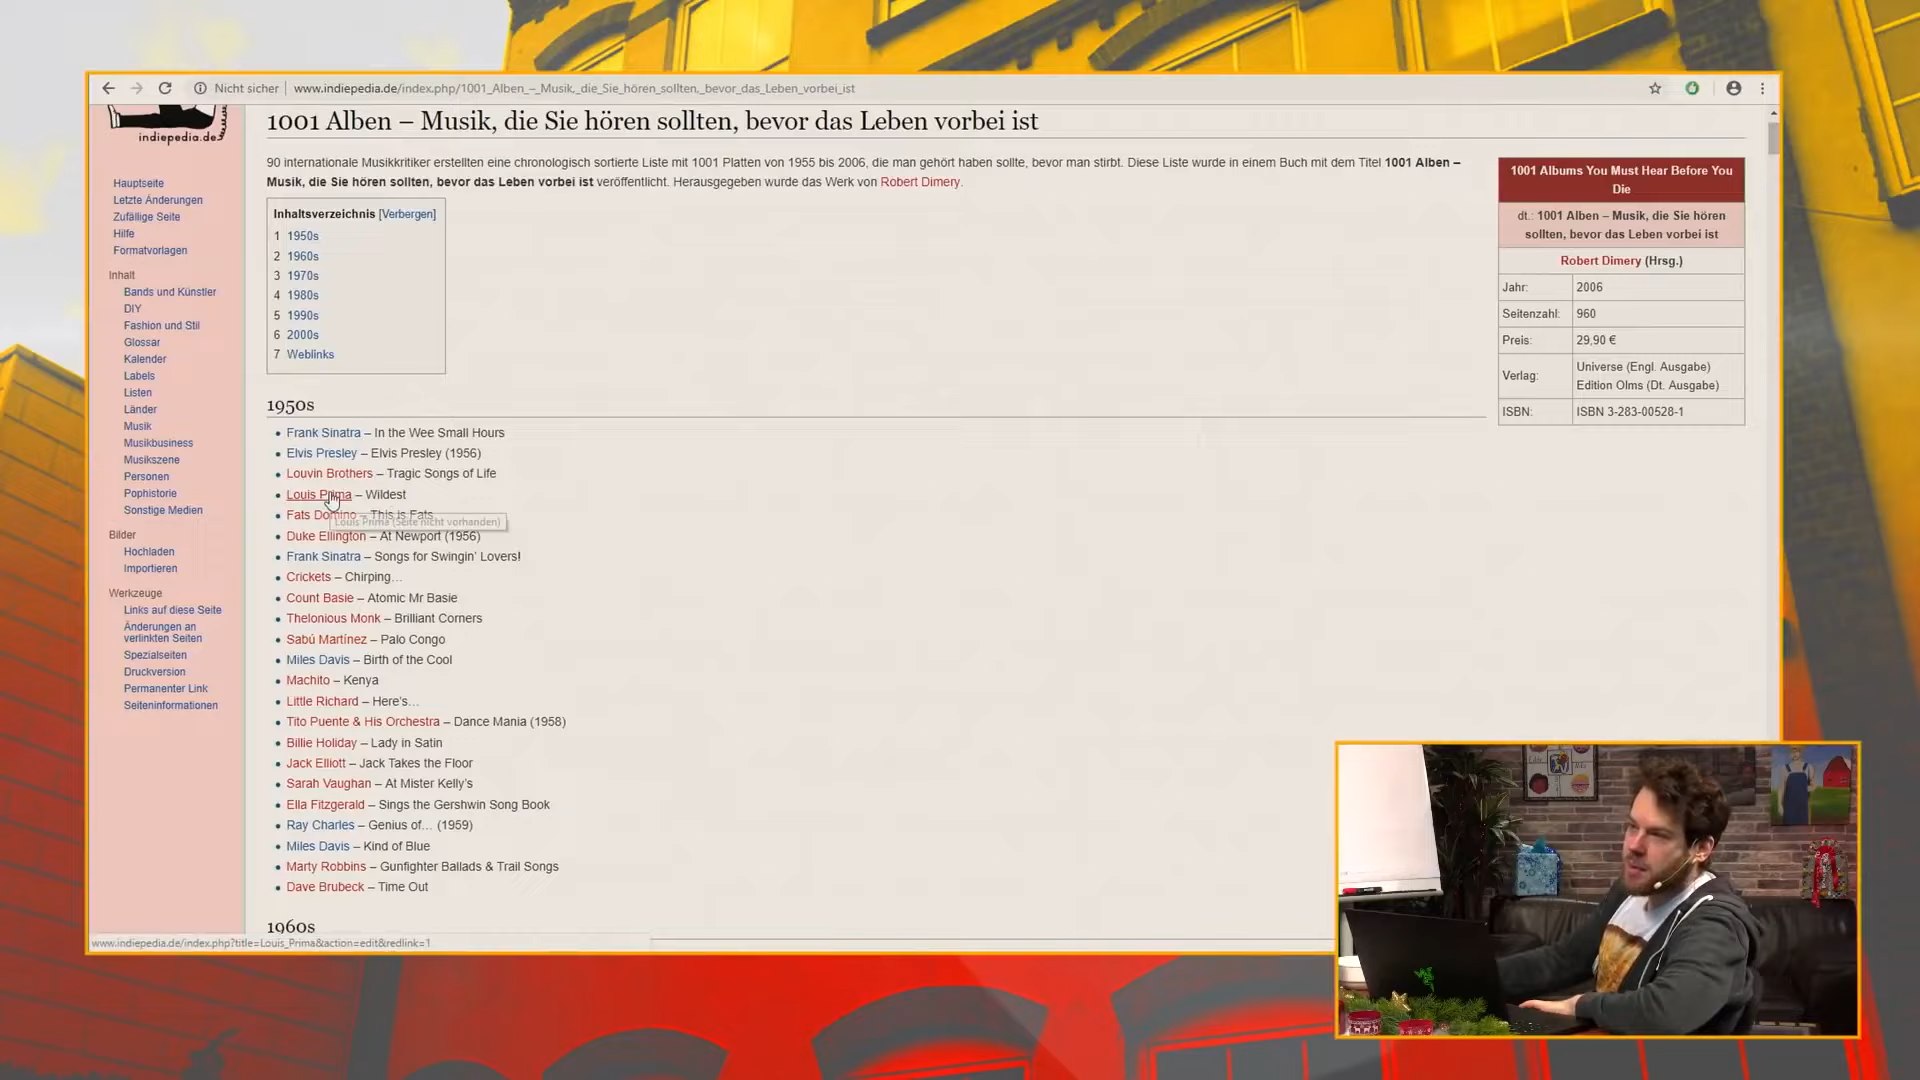 Nicht sicher | www.indiepedia.de/index.php/1001_Alben_–_Musik,_die_Sie_hören_sollten,_bevor_das_Leben_vorbei_ist
indiepedia.de
Hauptseite
Letzte Änderungen
Zufällige Seite
Hilfe
Formatvorlagen
Inhalt
Bands und Künstler
DIY
Fashion und Stil
Glossar
Kalender
Labels
Listen
Länder
Musik
Musikbusiness
Musikszene
Personen
Pophistorie
Sonstige Medien
Bilder
Hochladen
Importieren
Werkzeuge
Links auf diese Seite
Änderungen an
verlinkten Seiten
Spezialseiten
Druckversion
Permanenter Link
Seiteninformationen
1001 Alben – Musik, die Sie hören sollten, bevor das Leben vorbei ist
90 internationale Musikkritiker erstellten eine chronologisch sortierte Liste mit 1001 Platten von 1955 bis 2006, die man gehört haben sollte, bevor man stirbt. Diese Liste wurde in einem Buch mit dem Titel 1001 Alben –
Musik, die Sie hören sollten, bevor das Leben vorbei ist veröffentlicht. Herausgegeben wurde das Werk von Robert Dimery.
Inhaltsverzeichnis [Verbergen]
1 1950s
2 1960s
3 1970s
4 1980s
5 1990s
6 2000s
7 Weblinks
1950s
Frank Sinatra – In the Wee Small Hours
Elvis Presley – Elvis Presley (1956)
Louvin Brothers – Tragic Songs of Life
Louis Prima – Wildest
Fats Domino – This is Fats
Louis Prima (Seite nicht vorhanden)
Duke Ellington – At Newport (1956)
Frank Sinatra – Songs for Swingin' Lovers!
Crickets – Chirping…
Count Basie – Atomic Mr Basie
Thelonious Monk – Brilliant Corners
Sabú Martínez – Palo Congo
Miles Davis – Birth of the Cool
Machito – Kenya
Little Richard – Here's…
Tito Puente & His Orchestra – Dance Mania (1958)
Billie Holiday – Lady in Satin
Jack Elliott – Jack Takes the Floor
Sarah Vaughan – At Mister Kelly's
Ella Fitzgerald – Sings the Gershwin Song Book
Ray Charles – Genius of… (1959)
Miles Davis – Kind of Blue
Marty Robbins – Gunfighter Ballads & Trail Songs
Dave Brubeck – Time Out
1960s
1001 Albums You Must Hear Before You
Die
dt.: 1001 Alben – Musik, die Sie hören
sollten, bevor das Leben vorbei ist
Robert Dimery (Hrsg.)
Jahr: 2006
Seitenzahl: 960
Preis: 29,90 €
Verlag: Universe (Engl. Ausgabe)
Edition Olms (Dt. Ausgabe)
ISBN: ISBN 3-283-00528-1
www.indiepedia.de/index.php?title=Louis_Prima&action=edit&redlink=1